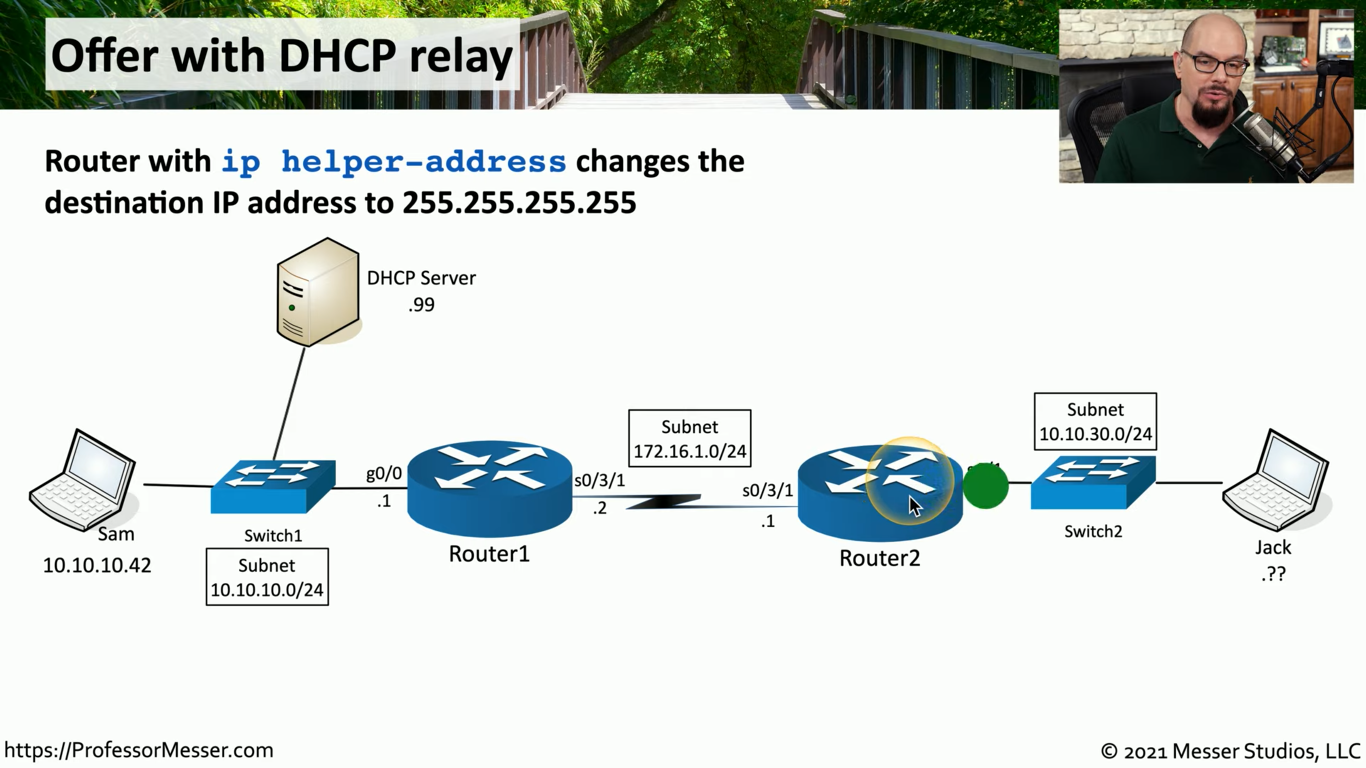 Offer with DHCP relay
Router with ip helper-address changes the
destination IP address to 255.255.255.255
DHCP Server
.99
Subnet
172.16.1.0/24
Subnet
10.10.30.0/24
g0/0
.1
s0/3/1
.2
s0/3/1
.1
Sam
10.10.10.42
Switch1
Subnet
10.10.10.0/24
Router1
Router2
Switch2
Jack
.??
https://ProfessorMesser.com
© 2021 Messer Studios, LLC